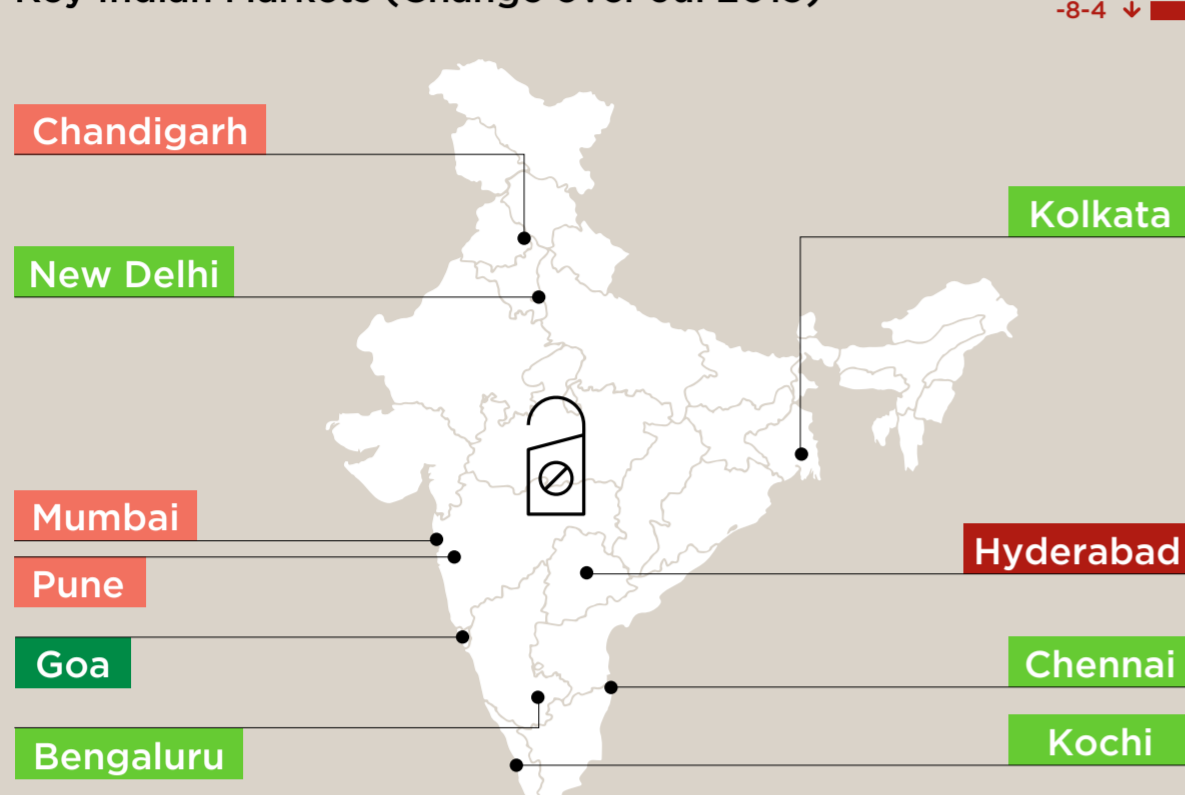 -8-4
Chandigarh
Kolkata
New Delhi
Mumbai
Hyderabad
Pune
Goa
Chennai
Kochi
Bengaluru